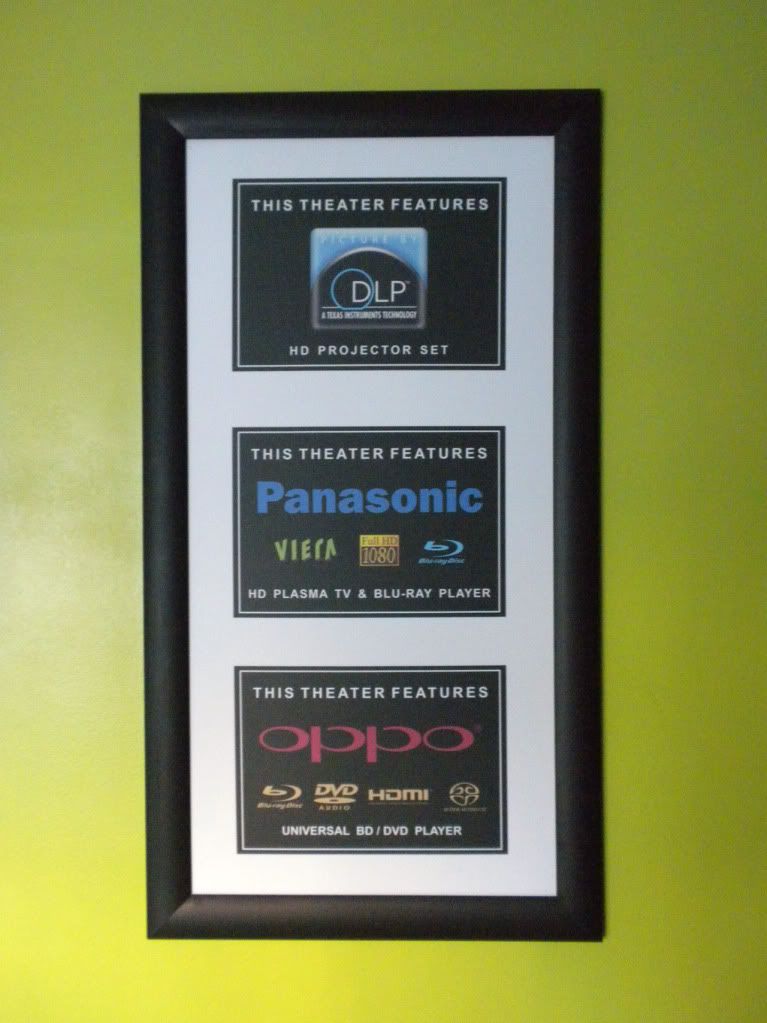 THIS THEATER FEATURES
PICTURE BY
DLP™
A TEXAS INSTRUMENTS TECHNOLOGY
HD PROJECTOR SET
THIS THEATER FEATURES
Panasonic
VIERA Full HD 1080 Blu-ray Disc
HD PLASMA TV & BLU-RAY PLAYER
THIS THEATER FEATURES
oppo®
Blu-ray Disc DVD AUDIO HDMI
UNIVERSAL BD / DVD PLAYER